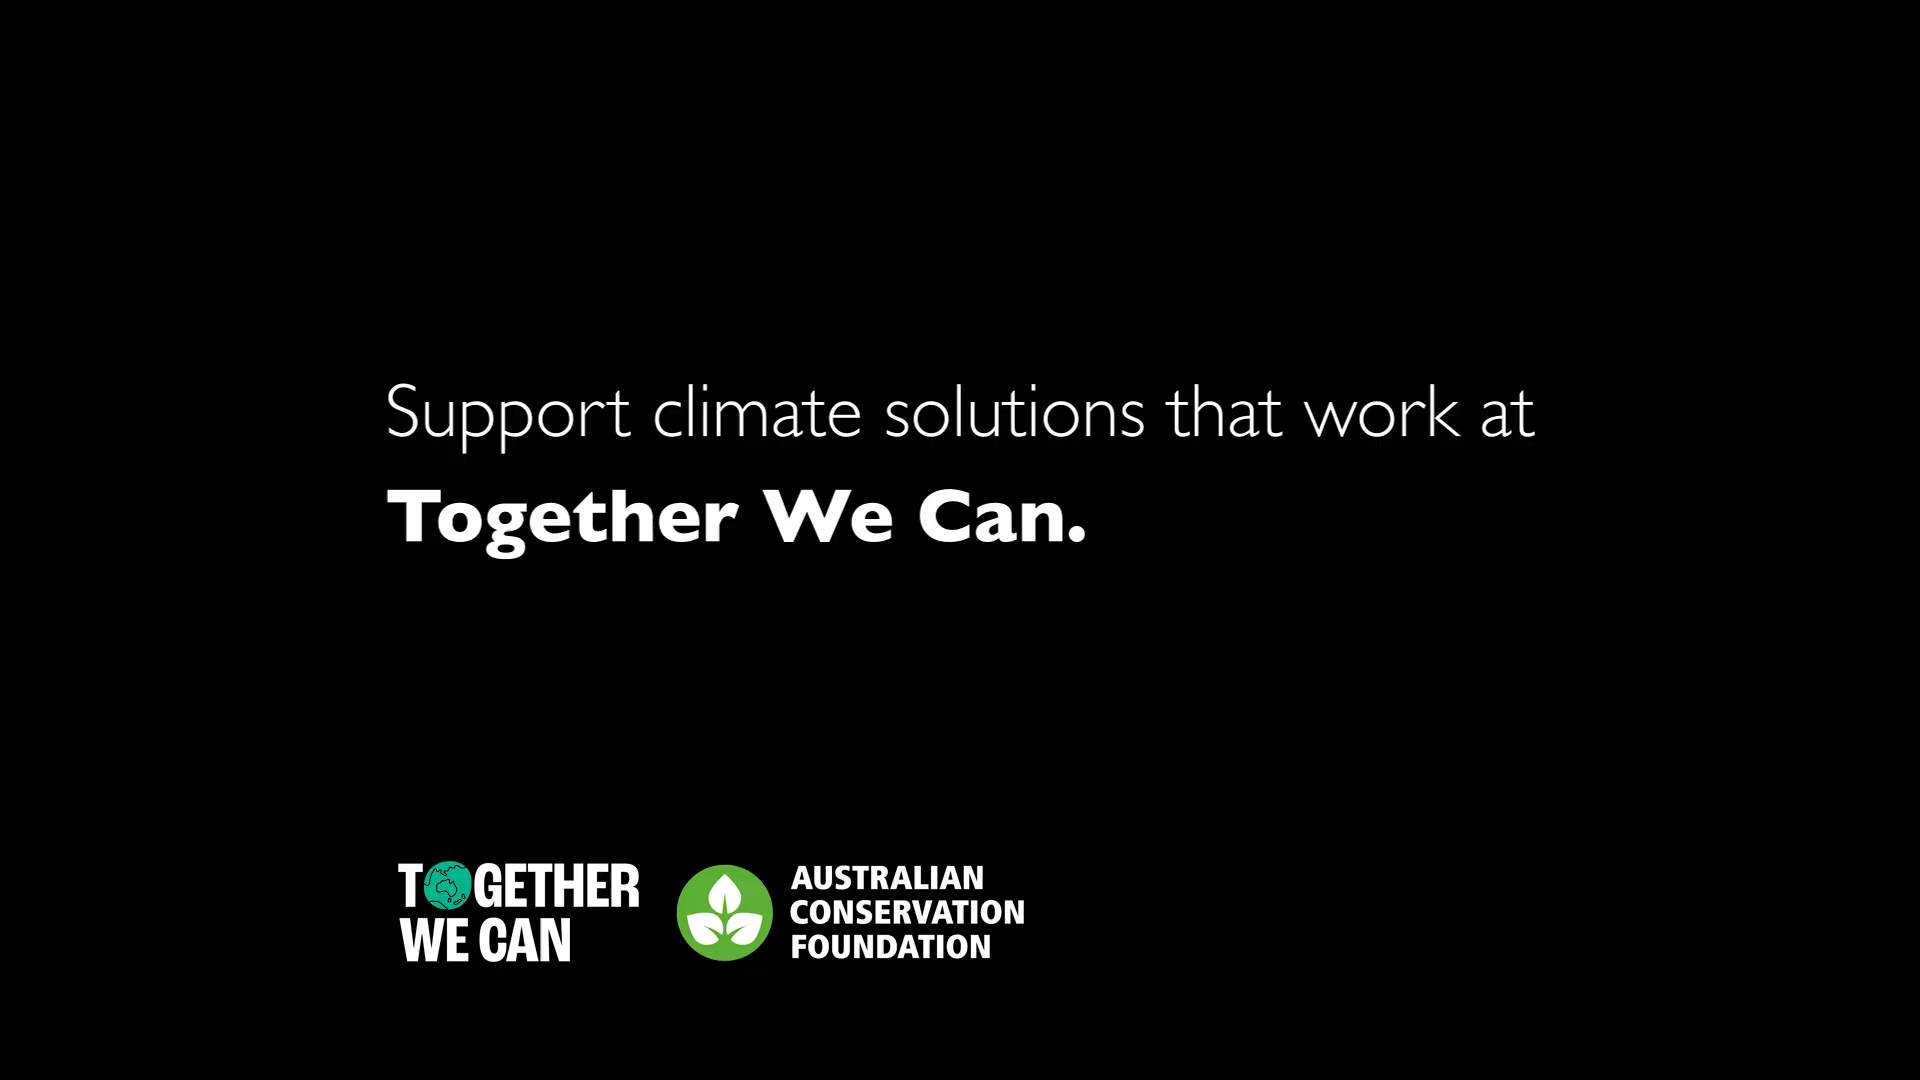 Support climate solutions that work at
Together We Can.
TOGETHER
WE CAN
AUSTRALIAN
CONSERVATION
FOUNDATION